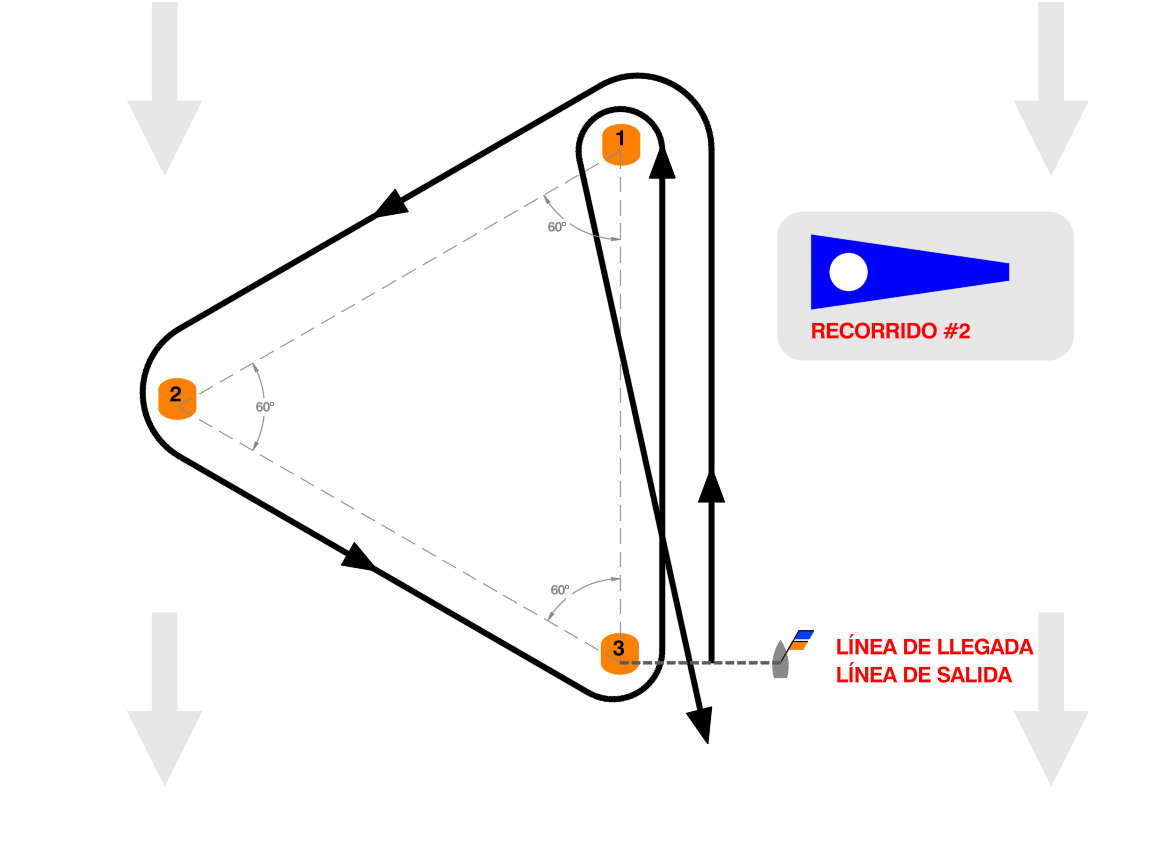 1
60º
RECORRIDO #2
2
60º
60º
3
LÍNEA DE LLEGADA
LÍNEA DE SALIDA